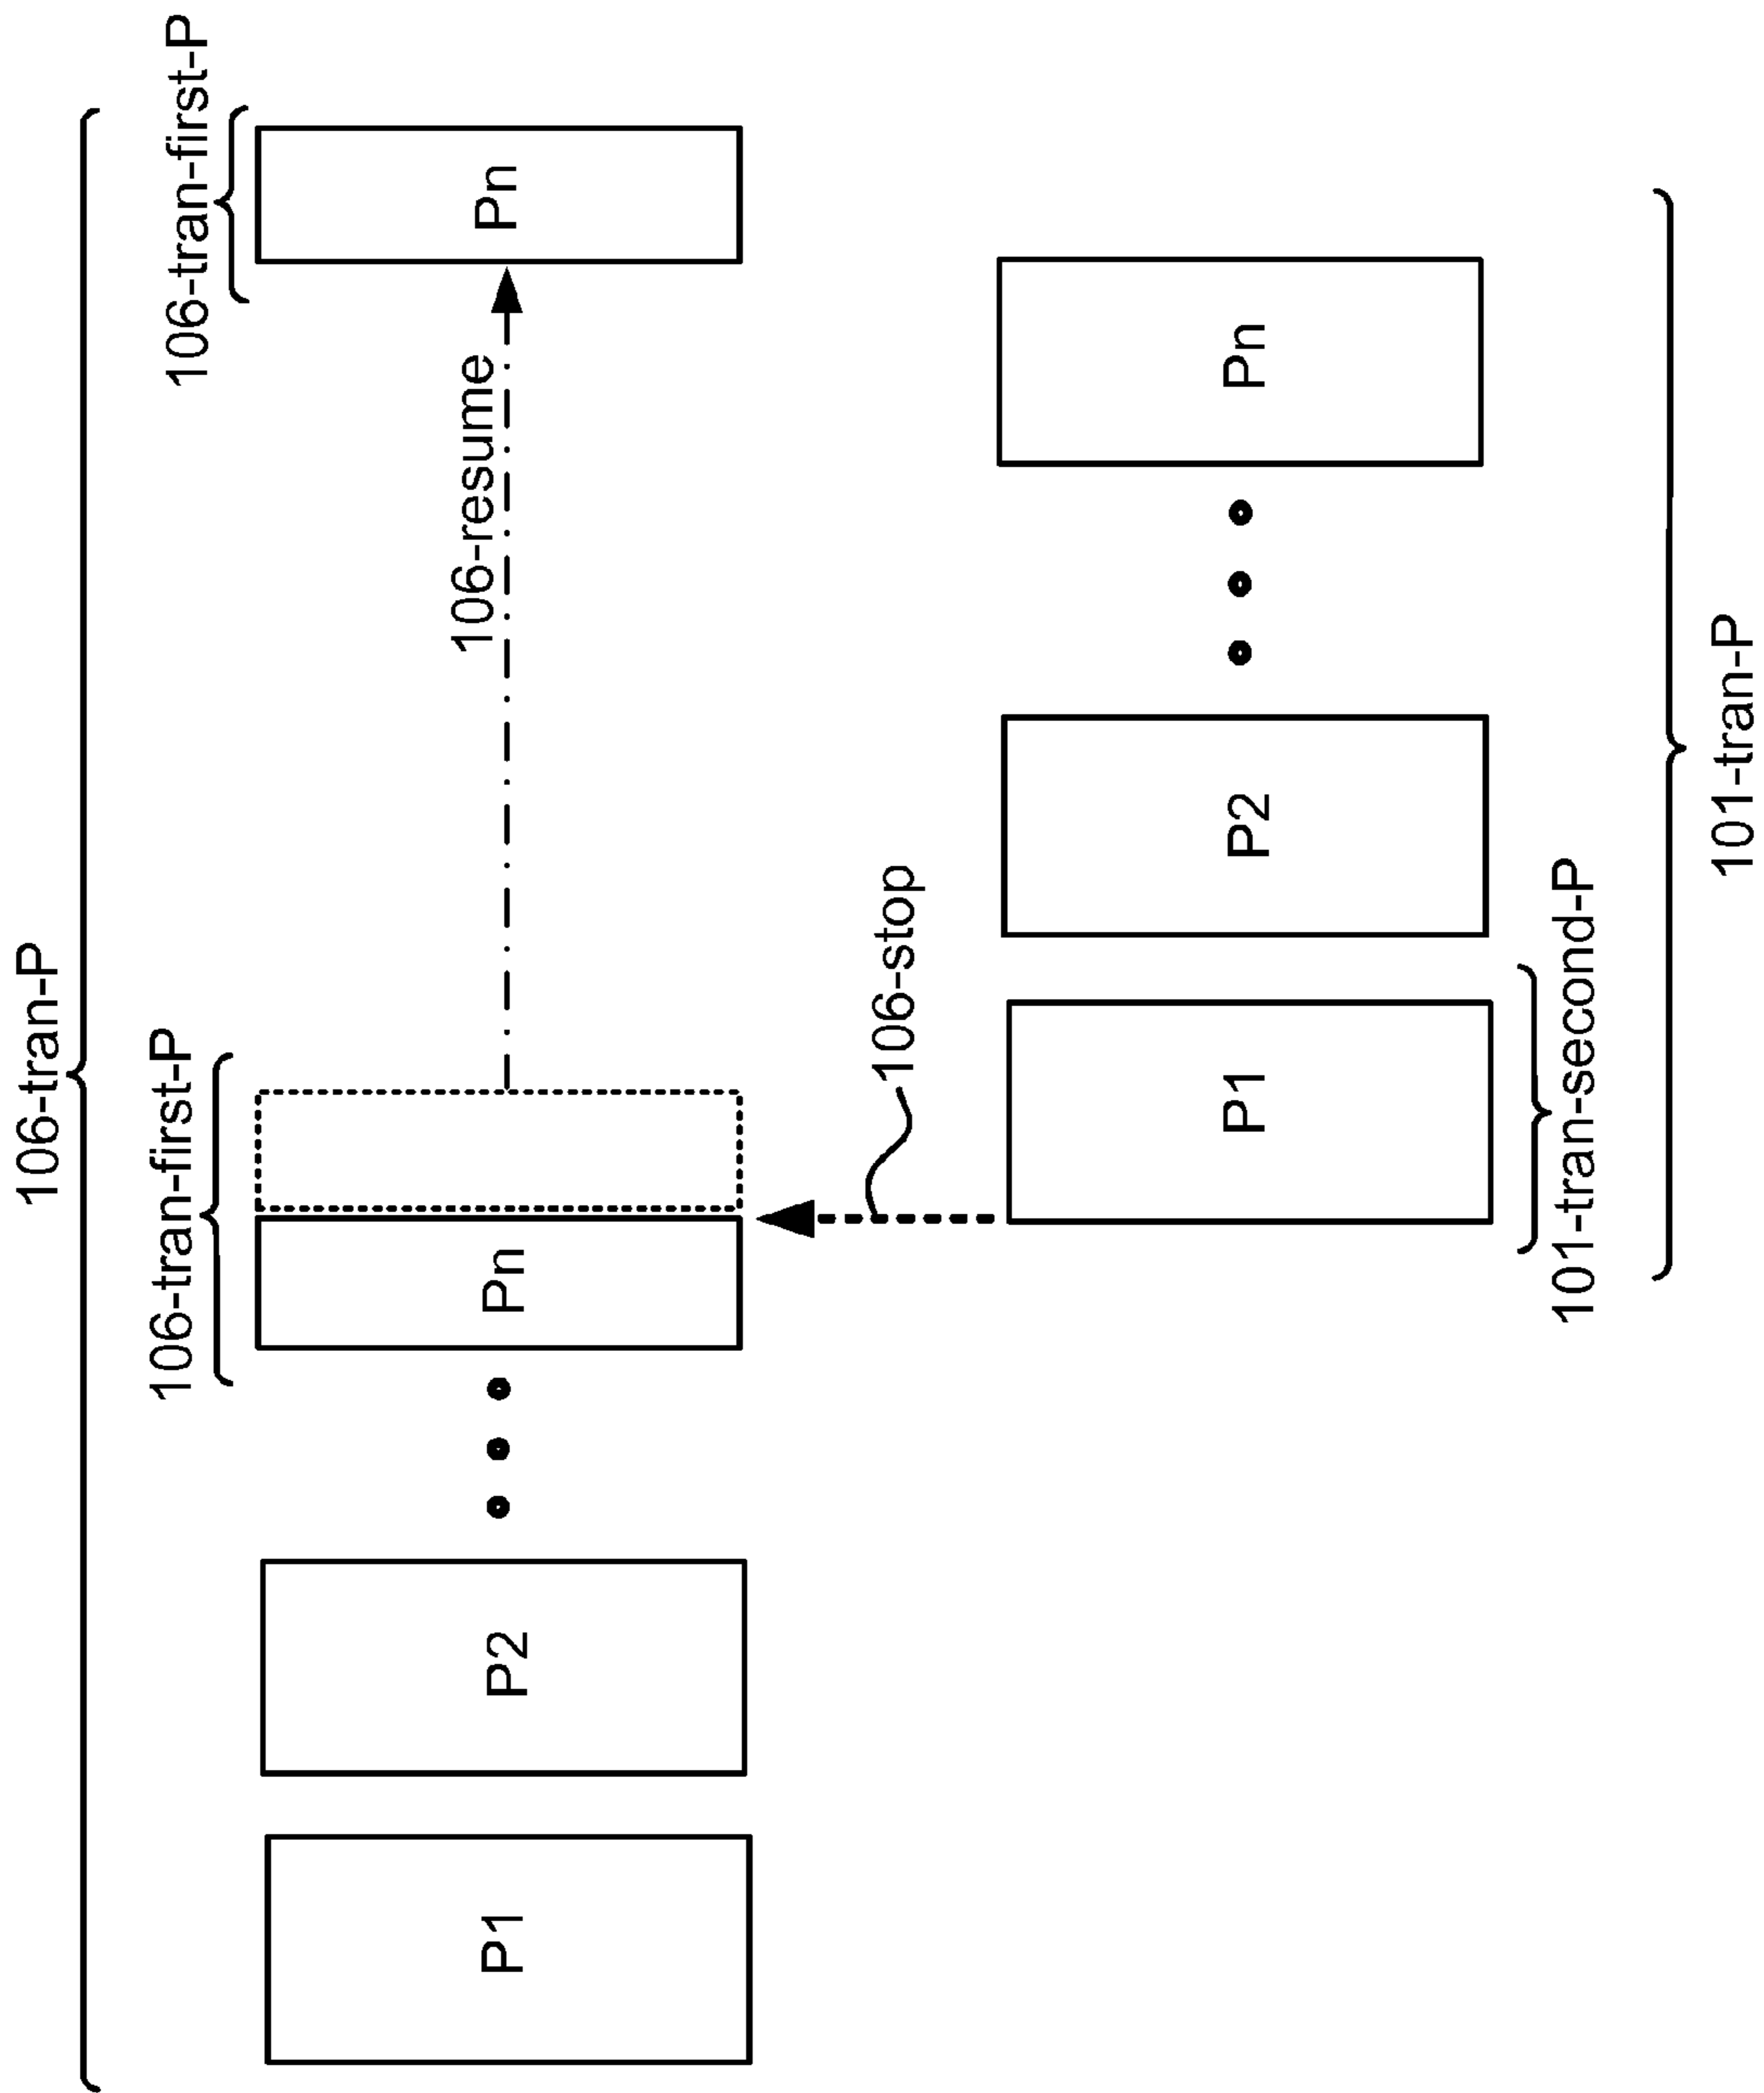 106-tran-P
106-tran-first-P
106-tran-first-P
P1
P2
Pn
106-resume
Pn
106-stop
P1
P2
Pn
101-tran-second-P
101-tran-P